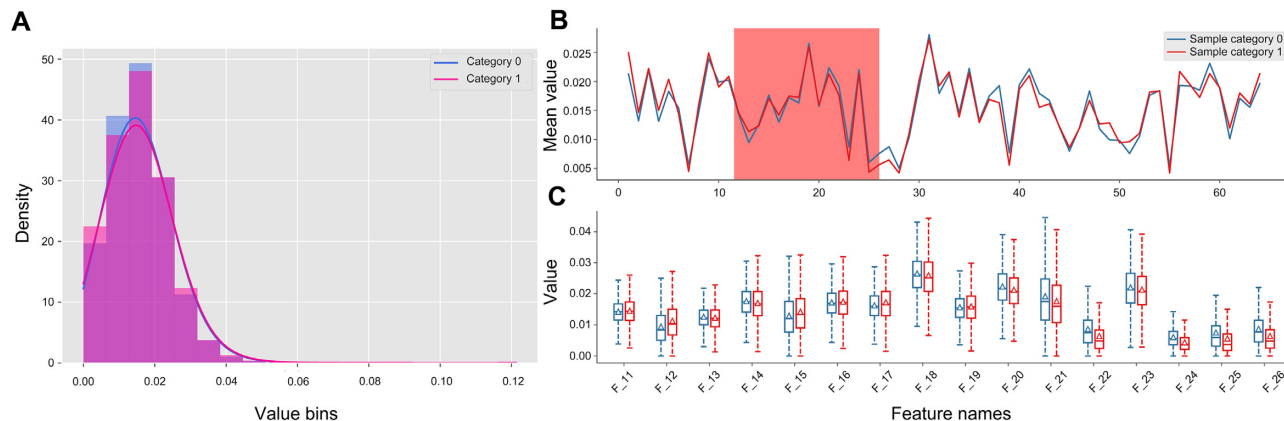 A
Category 0
Category 1
Density
50
40
30
20
10
0
0.00
0.02
0.04
0.06
0.08
0.10
0.12
Value bins
B
Sample category 0
Sample category 1
Mean value
0.025
0.020
0.015
0.010
0.005
0
10
20
30
40
50
60
C
Value
0.04
0.03
0.02
0.01
0.00
F_11
F_12
F_13
F_14
F_15
F_16
F_17
F_18
F_19
F_20
F_21
F_22
F_23
F_24
F_25
F_26
Feature names